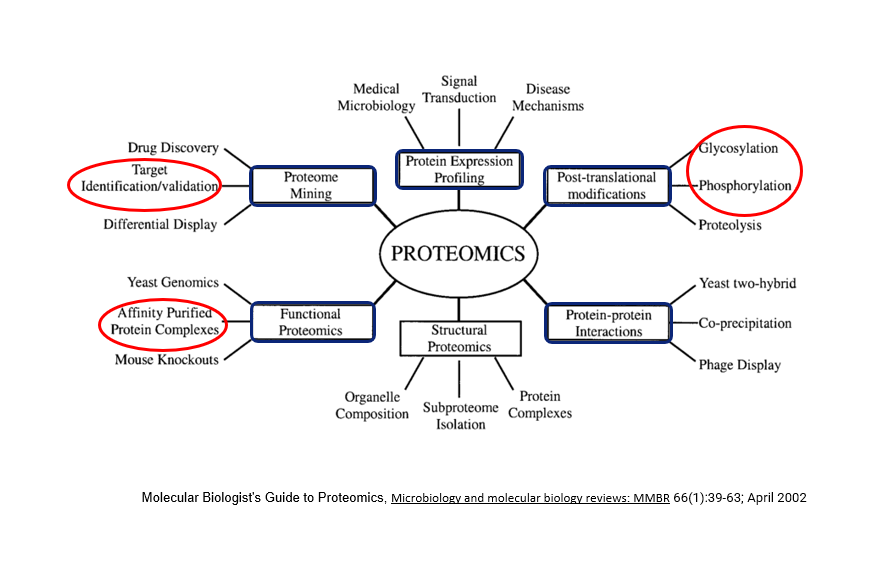 Medical
Microbiology
Signal
Transduction
Disease
Mechanisms
Drug Discovery
Target
Identification/validation
Differential Display
Proteome
Mining
Protein Expression
Profiling
Post-translational
modifications
Glycosylation
Phosphorylation
Proteolysis
PROTEOMICS
Yeast Genomics
Affinity Purified
Protein Complexes
Mouse Knockouts
Functional
Proteomics
Structural
Proteomics
Protein-protein
Interactions
Yeast two-hybrid
Co-precipitation
Phage Display
Organelle
Composition
Subproteome
Isolation
Protein
Complexes
Molecular Biologist's Guide to Proteomics, Microbiology and molecular biology reviews: MMBR 66(1):39-63; April 2002